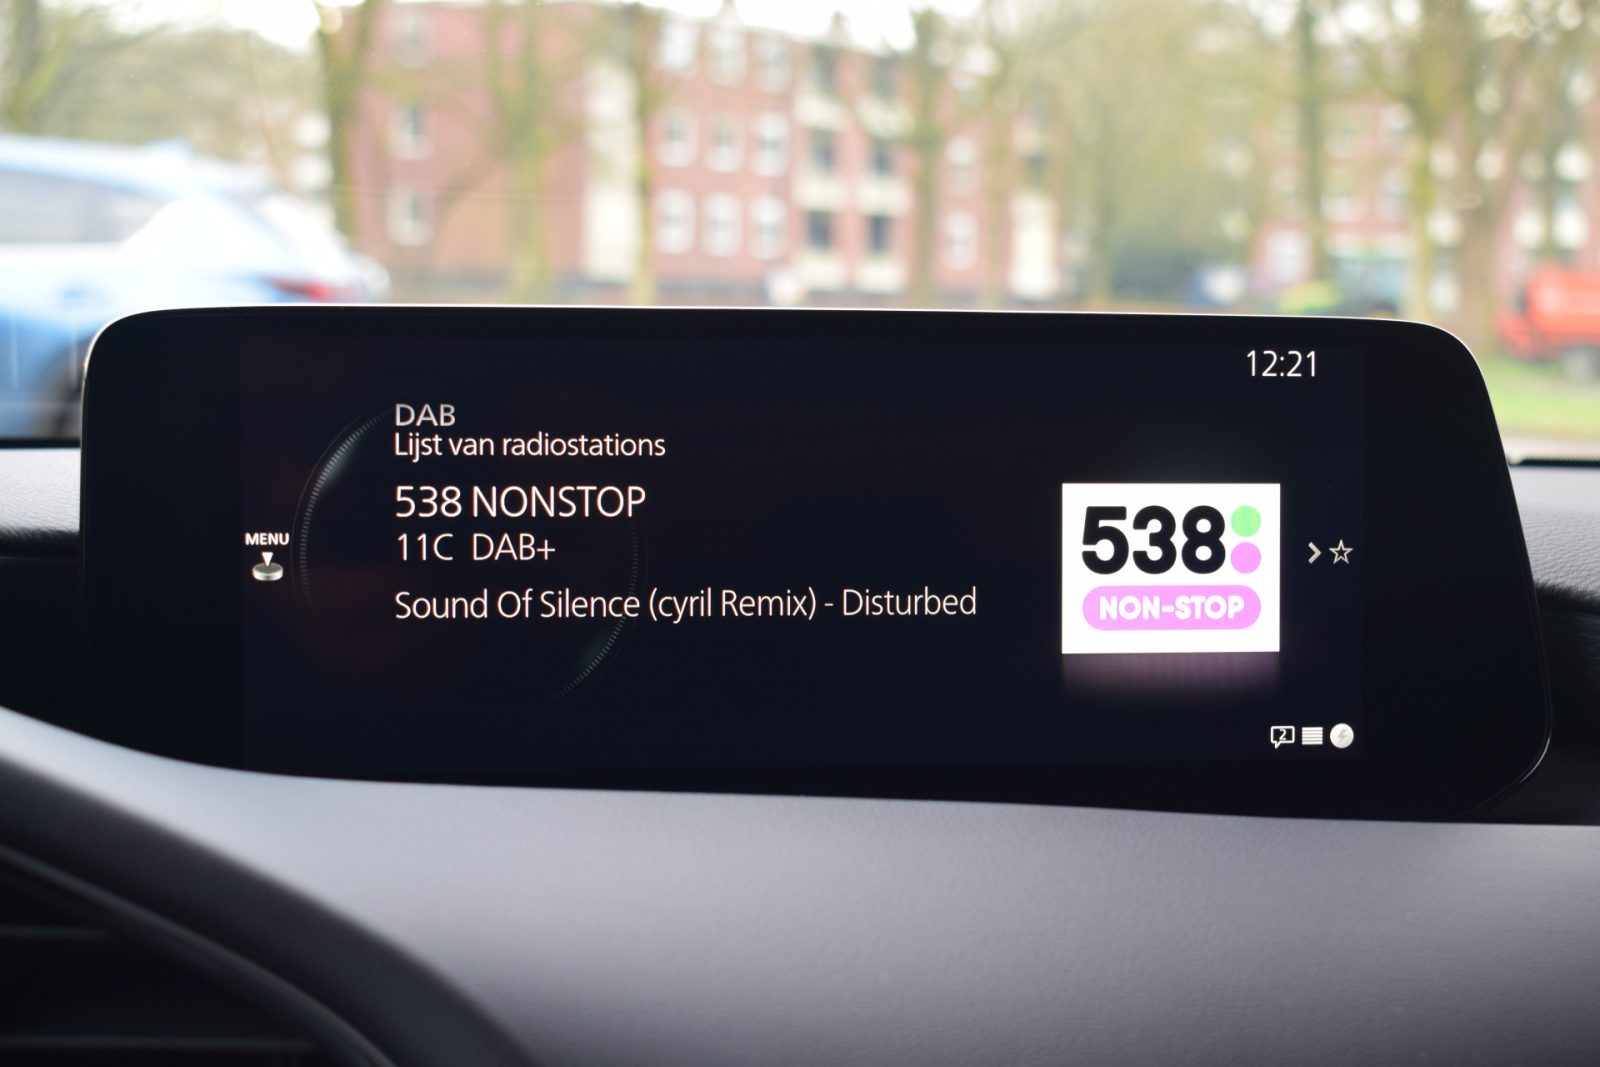 12:21
DAB
Lijst van radiostations
538 NONSTOP
11C DAB+
Sound Of Silence (cyril Remix) - Disturbed
MENU
538
NON-STOP
2